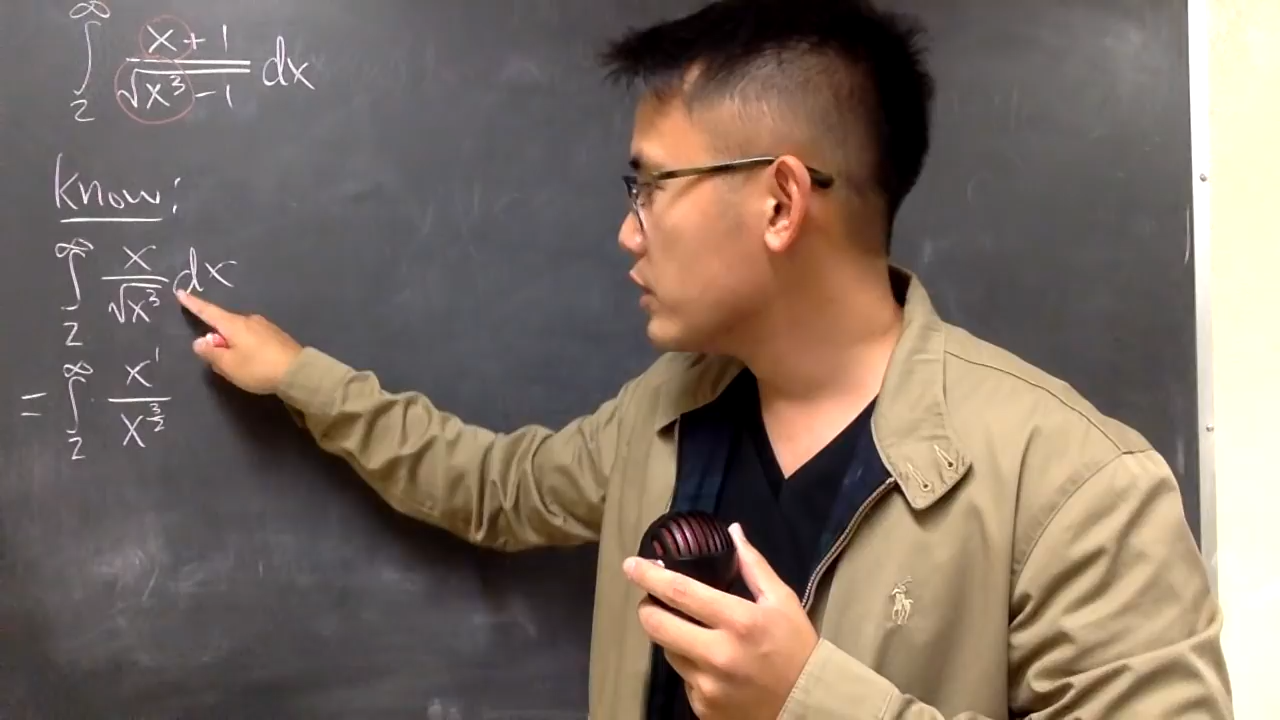 ∫₂^∞ (x+1)/(√x³ -1) dx
Know:
∫₂^∞ x/√x³ dx
= ∫₂^∞ x¹/x^(3/2)